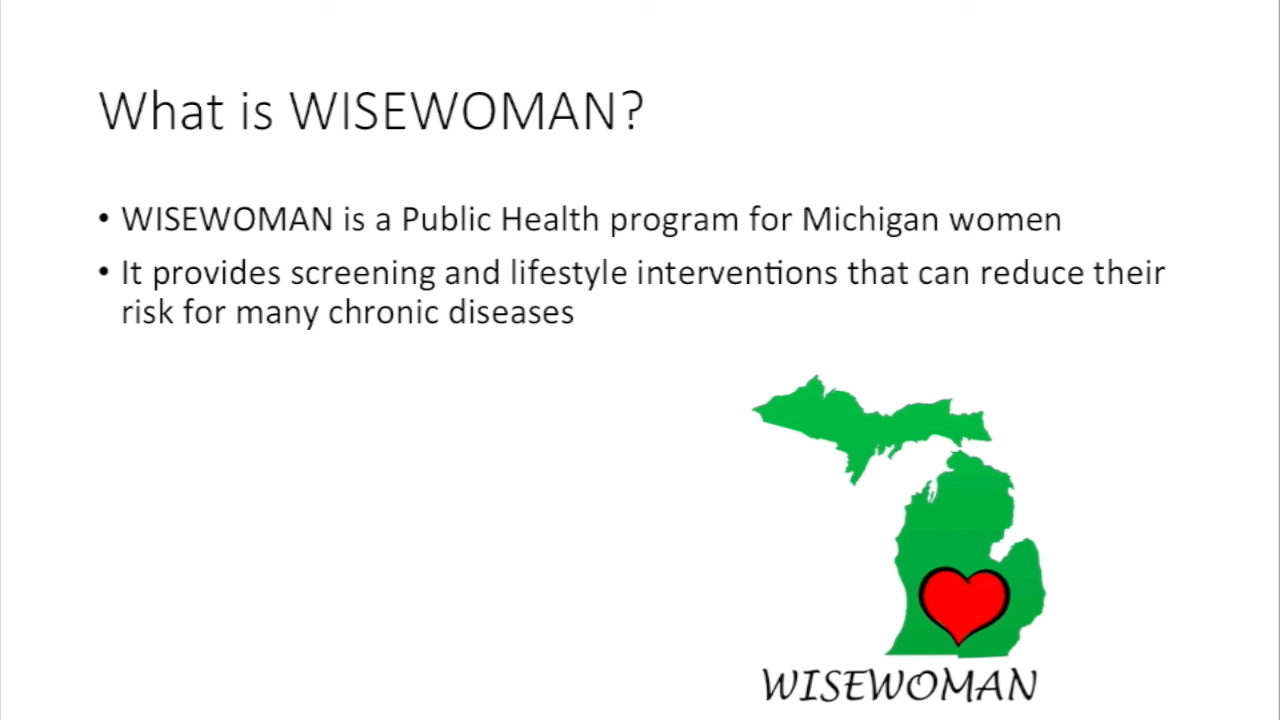 What is WISEWOMAN?
• WISEWOMAN is a Public Health program for Michigan women
• It provides screening and lifestyle interventions that can reduce their
risk for many chronic diseases
WISEWOMAN